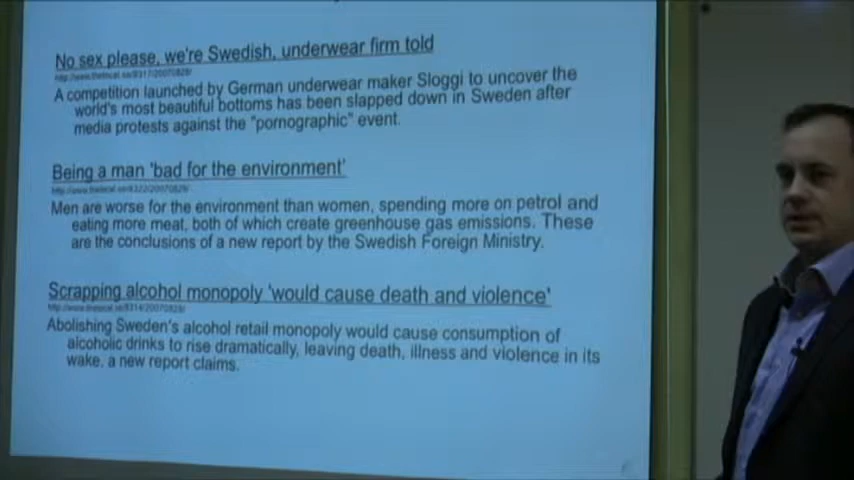 No sex please, we're Swedish, underwear firm told
http://www.thelocal.se/8317/20070828/
A competition launched by German underwear maker Sloggi to uncover the
world's most beautiful bottoms has been slapped down in Sweden after
media protests against the "pornographic" event.
Being a man 'bad for the environment'
http://www.thelocal.se/8322/20070829/
Men are worse for the environment than women, spending more on petrol and
eating more meat, both of which create greenhouse gas emissions. These
are the conclusions of a new report by the Swedish Foreign Ministry.
Scrapping alcohol monopoly 'would cause death and violence'
http://www.thelocal.se/8314/20070828/
Abolishing Sweden's alcohol retail monopoly would cause consumption of
alcoholic drinks to rise dramatically, leaving death, illness and violence in its
wake, a new report claims.